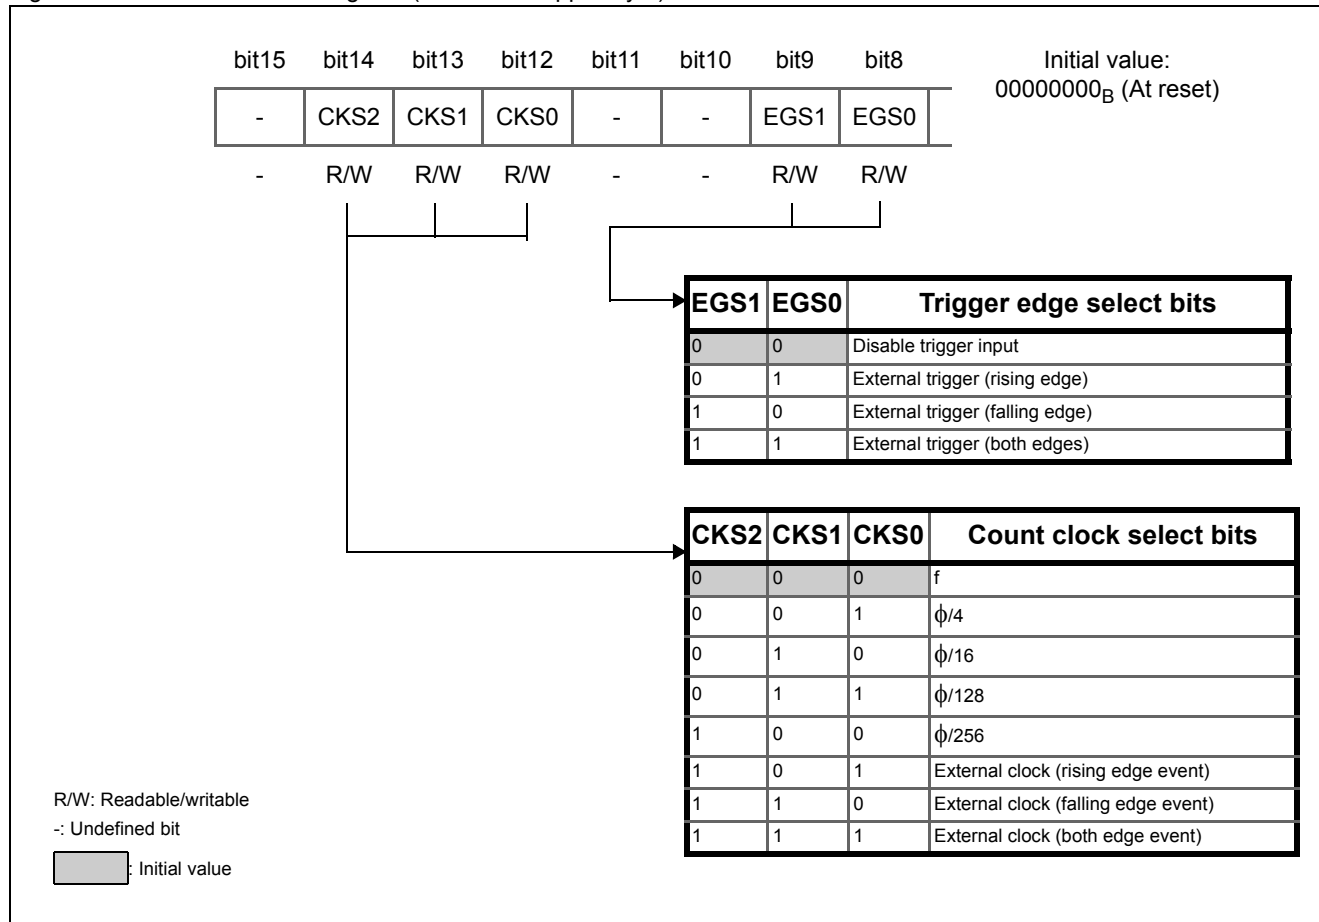 bit15 bit14 bit13 bit12 bit11 bit10 bit9 bit8
Initial value:
00000000B (At reset)
- CKS2 CKS1 CKS0 - - EGS1 EGS0
- R/W R/W R/W - - R/W R/W
EGS1 EGS0 Trigger edge select bits
0 0 Disable trigger input
0 1 External trigger (rising edge)
1 0 External trigger (falling edge)
1 1 External trigger (both edges)
CKS2 CKS1 CKS0 Count clock select bits
0 0 0 f
0 0 1 ϕ/4
0 1 0 ϕ/16
0 1 1 ϕ/128
1 0 0 ϕ/256
1 0 1 External clock (rising edge event)
1 1 0 External clock (falling edge event)
1 1 1 External clock (both edge event)
R/W: Readable/writable
-: Undefined bit
: Initial value